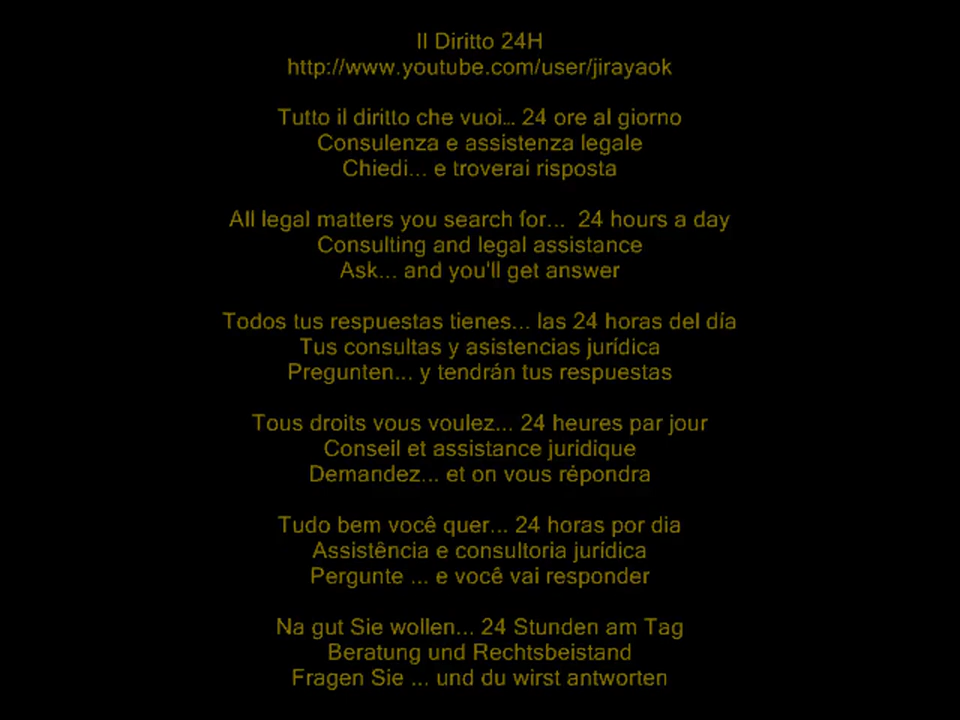 Il Diritto 24H
http://www.youtube.com/user/jirayaok
Tutto il diritto che vuoi... 24 ore al giorno
Consulenza e assistenza legale
Chiedi... e troverai risposta
All legal matters you search for...  24 hours a day
Consulting and legal assistance
Ask... and you'll get answer
Todos tus respuestas tienes... las 24 horas del día
Tus consultas y asistencias jurídica
Pregunten... y tendrán tus respuestas
Tous droits vous voulez... 24 heures par jour
Conseil et assistance juridique
Demandez... et on vous répondra
Tudo bem você quer... 24 horas por dia
Assistência e consultoria jurídica
Pergunte ... e você vai responder
Na gut Sie wollen... 24 Stunden am Tag
Beratung und Rechtsbeistand
Fragen Sie ... und du wirst antworten